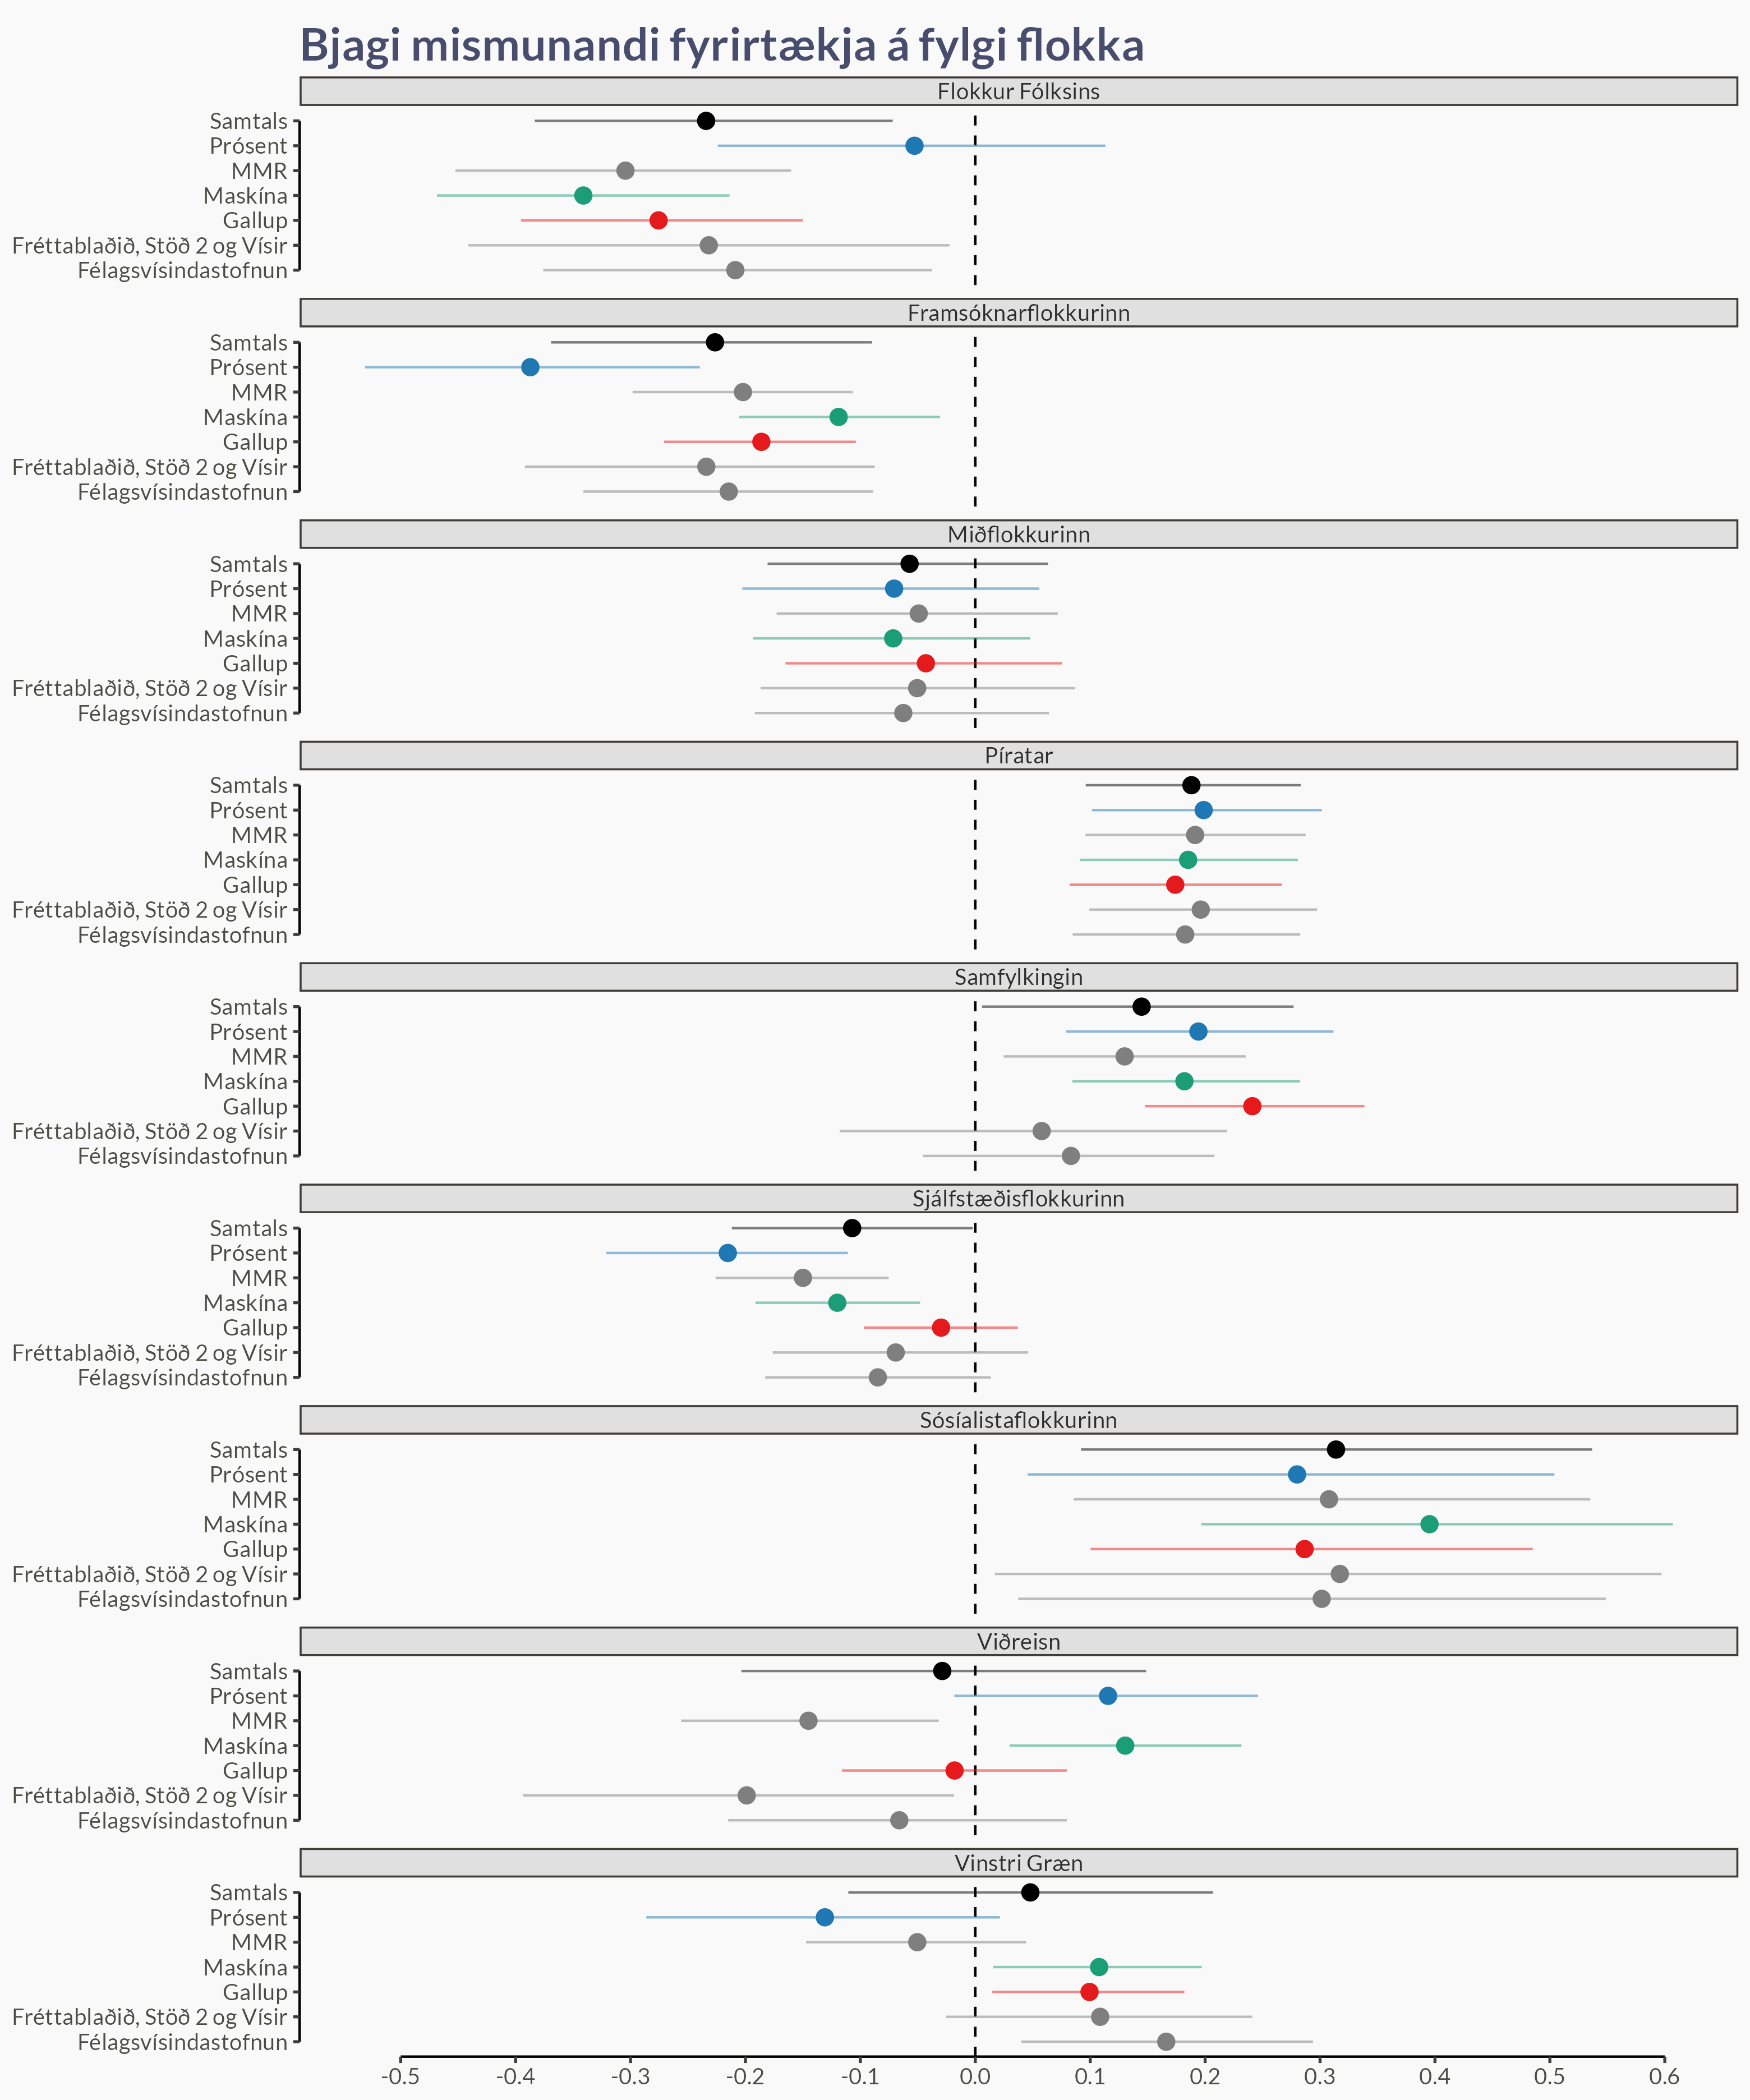 Bjagi mismunandi fyrirtækja á fylgi flokka
Flokkur Fólksins
Samtals
Prósent
MMR
Maskína
Gallup
Fréttablaðið, Stöð 2 og Vísir
Félagsvísindastofnun
Framsóknarflokkurinn
Samtals
Prósent
MMR
Maskína
Gallup
Fréttablaðið, Stöð 2 og Vísir
Félagsvísindastofnun
Miðflokkurinn
Samtals
Prósent
MMR
Maskína
Gallup
Fréttablaðið, Stöð 2 og Vísir
Félagsvísindastofnun
Píratar
Samtals
Prósent
MMR
Maskína
Gallup
Fréttablaðið, Stöð 2 og Vísir
Félagsvísindastofnun
Samfylkingin
Samtals
Prósent
MMR
Maskína
Gallup
Fréttablaðið, Stöð 2 og Vísir
Félagsvísindastofnun
Sjálfstæðisflokkurinn
Samtals
Prósent
MMR
Maskína
Gallup
Fréttablaðið, Stöð 2 og Vísir
Félagsvísindastofnun
Sósíalistaflokkurinn
Samtals
Prósent
MMR
Maskína
Gallup
Fréttablaðið, Stöð 2 og Vísir
Félagsvísindastofnun
Viðreisn
Samtals
Prósent
MMR
Maskína
Gallup
Fréttablaðið, Stöð 2 og Vísir
Félagsvísindastofnun
Vinstri Græn
Samtals
Prósent
MMR
Maskína
Gallup
Fréttablaðið, Stöð 2 og Vísir
Félagsvísindastofnun
-0.5 -0.4 -0.3 -0.2 -0.1 0.0 0.1 0.2 0.3 0.4 0.5 0.6